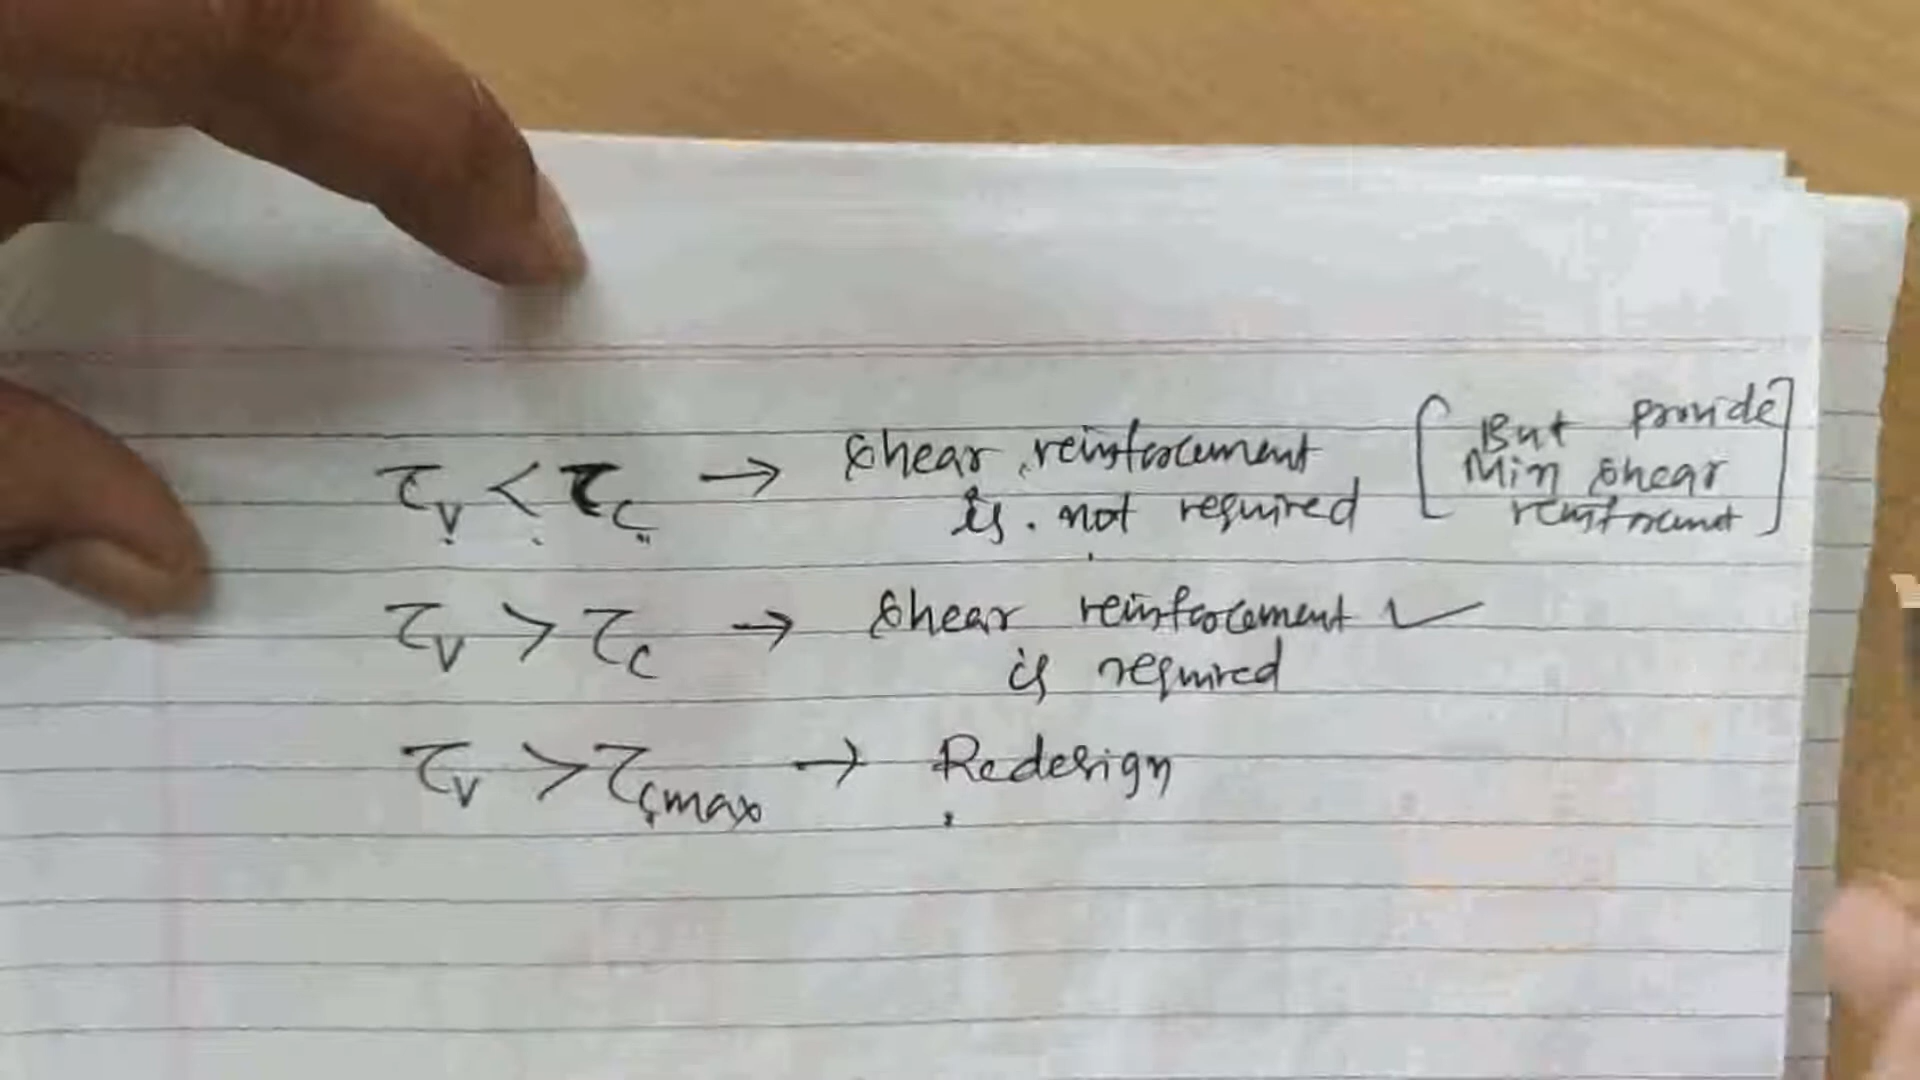 τv < τc → Shear reinforcement [But provide
is not required Min shear
reinforcement]
τv > τc → Shear reinforcement ✓
is required
τv > τcmax → Redesign